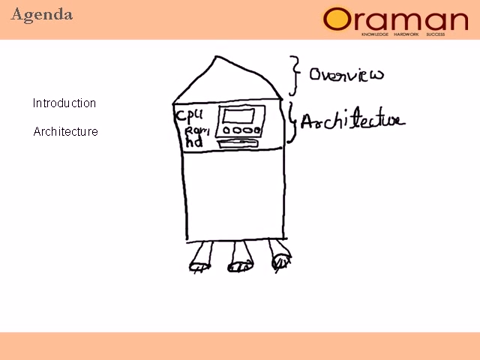 Agenda
Oraman
KNOWLEDGE HARDWORK SUCCESS
Introduction
Architecture
Overview
Architecture
CPU
Ram
hd